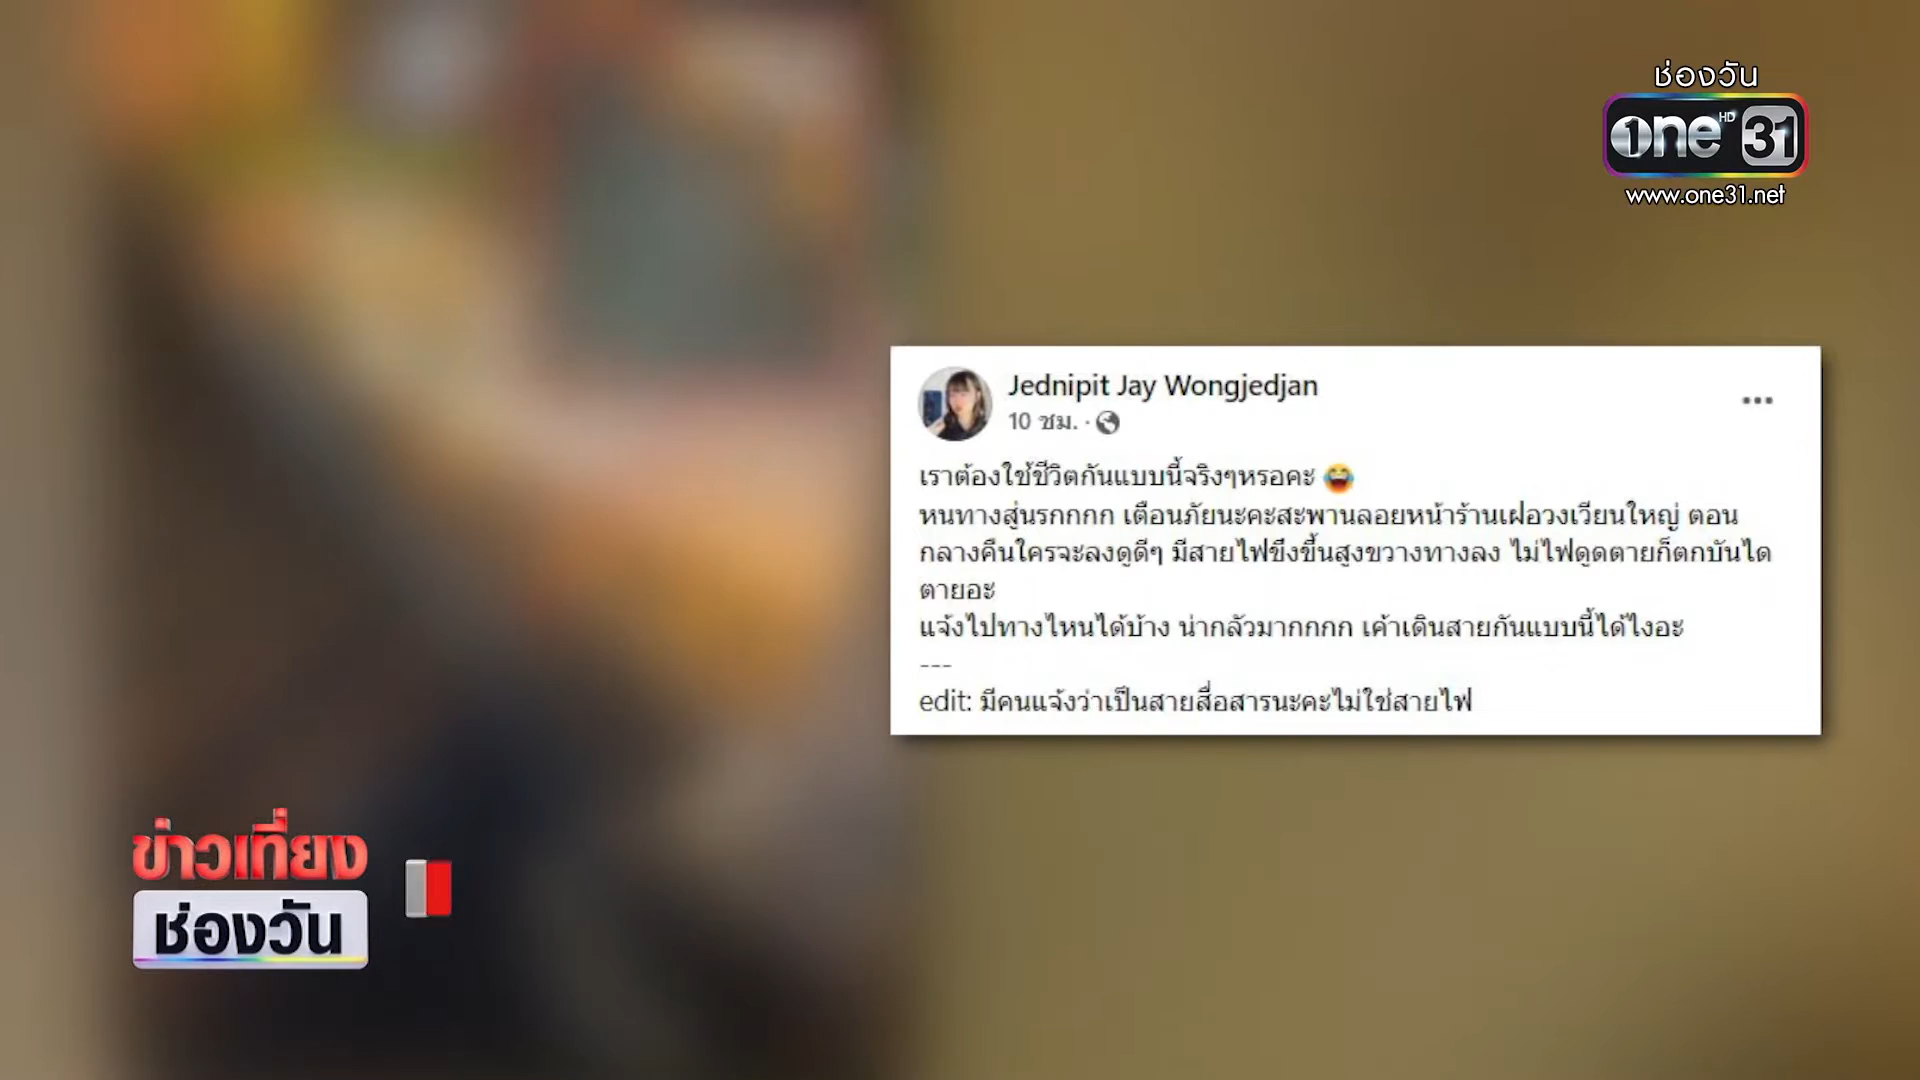 ช่องวัน
one HD 31
www.one31.net
Jednipit Jay Wongjedjan
10 ชม. ·
เราต้องใช้ชีวิตกันแบบนี้จริงๆหรอคะ 😂
หนทางสู่นรกกกก เตือนภัยนะคะสะพานลอยหน้าร้านเฝอวงเวียนใหญ่ ตอน
กลางคืนใครจะลงดูดีๆ มีสายไฟขึงขึ้นสูงขวางทางลง ไม่ไฟดูดตายก็ตกบันได
ตายอะ
แจ้งไปทางไหนได้บ้าง น่ากลัวมากกกก เค้าเดินสายกันแบบนี้ได้ไงอะ
---
edit: มีคนแจ้งว่าเป็นสายสื่อสารนะคะไม่ใช่สายไฟ
ข่าวเที่ยง
ช่องวัน